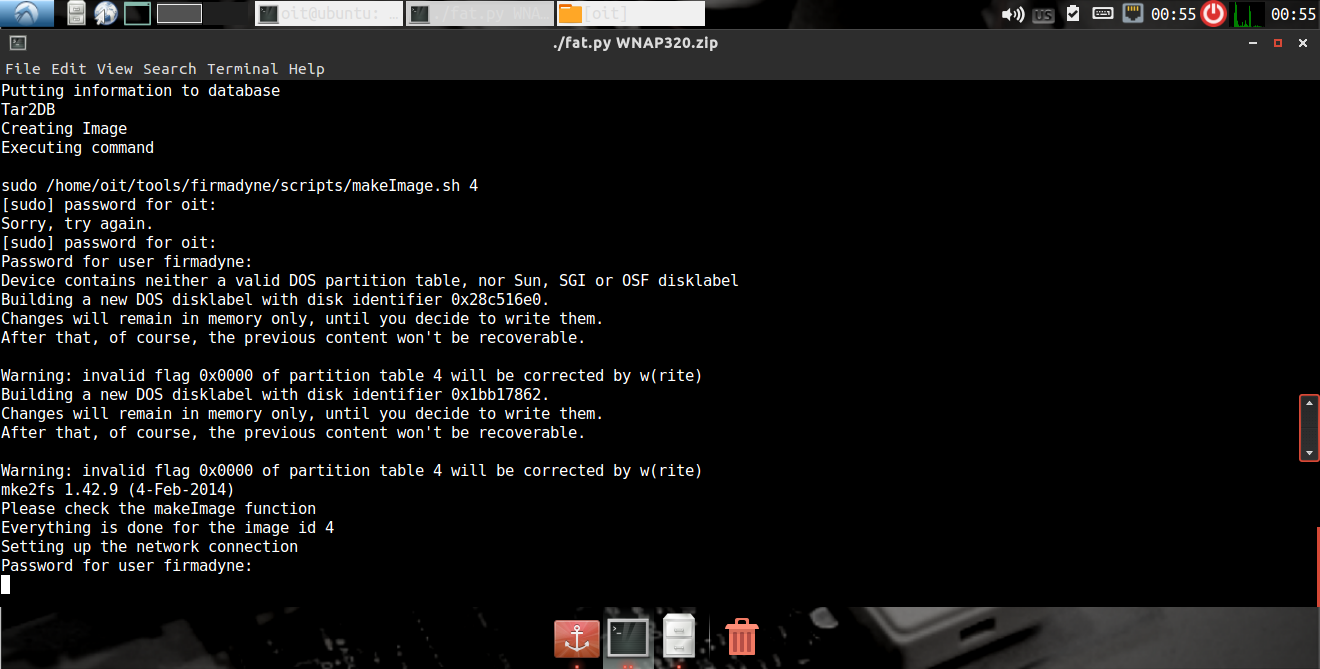 oit@ubuntu: ...
./fat.py WNA...
[oit]
US
00:55
00:55
./fat.py WNAP320.zip
File Edit View Search Terminal Help
Putting information to database
Tar2DB
Creating Image
Executing command
sudo /home/oit/tools/firmadyne/scripts/makeImage.sh 4
[sudo] password for oit:
Sorry, try again.
[sudo] password for oit:
Password for user firmadyne:
Device contains neither a valid DOS partition table, nor Sun, SGI or OSF disklabel
Building a new DOS disklabel with disk identifier 0x28c516e0.
Changes will remain in memory only, until you decide to write them.
After that, of course, the previous content won't be recoverable.
Warning: invalid flag 0x0000 of partition table 4 will be corrected by w(rite)
Building a new DOS disklabel with disk identifier 0x1bb17862.
Changes will remain in memory only, until you decide to write them.
After that, of course, the previous content won't be recoverable.
Warning: invalid flag 0x0000 of partition table 4 will be corrected by w(rite)
mke2fs 1.42.9 (4-Feb-2014)
Please check the makeImage function
Everything is done for the image id 4
Setting up the network connection
Password for user firmadyne: